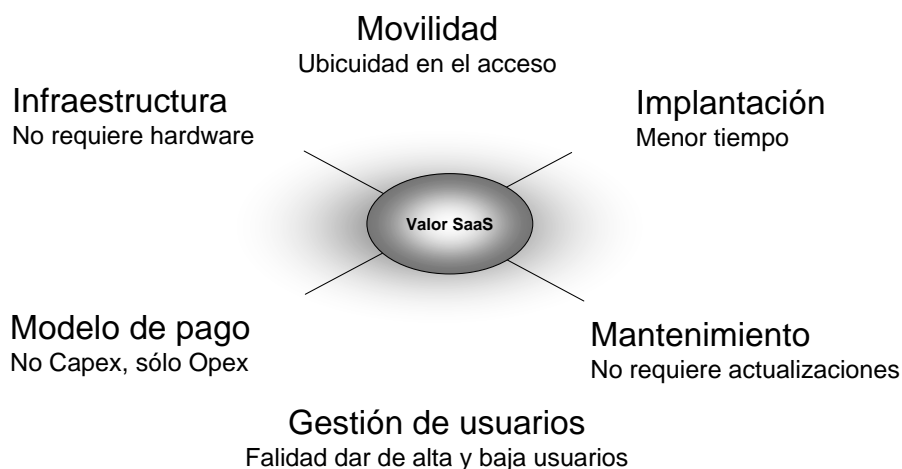 Movilidad
Ubicuidad en el acceso
Infraestructura
No requiere hardware
Implantación
Menor tiempo
Valor SaaS
Modelo de pago
No Capex, sólo Opex
Mantenimiento
No requiere actualizaciones
Gestión de usuarios
Falidad dar de alta y baja usuarios